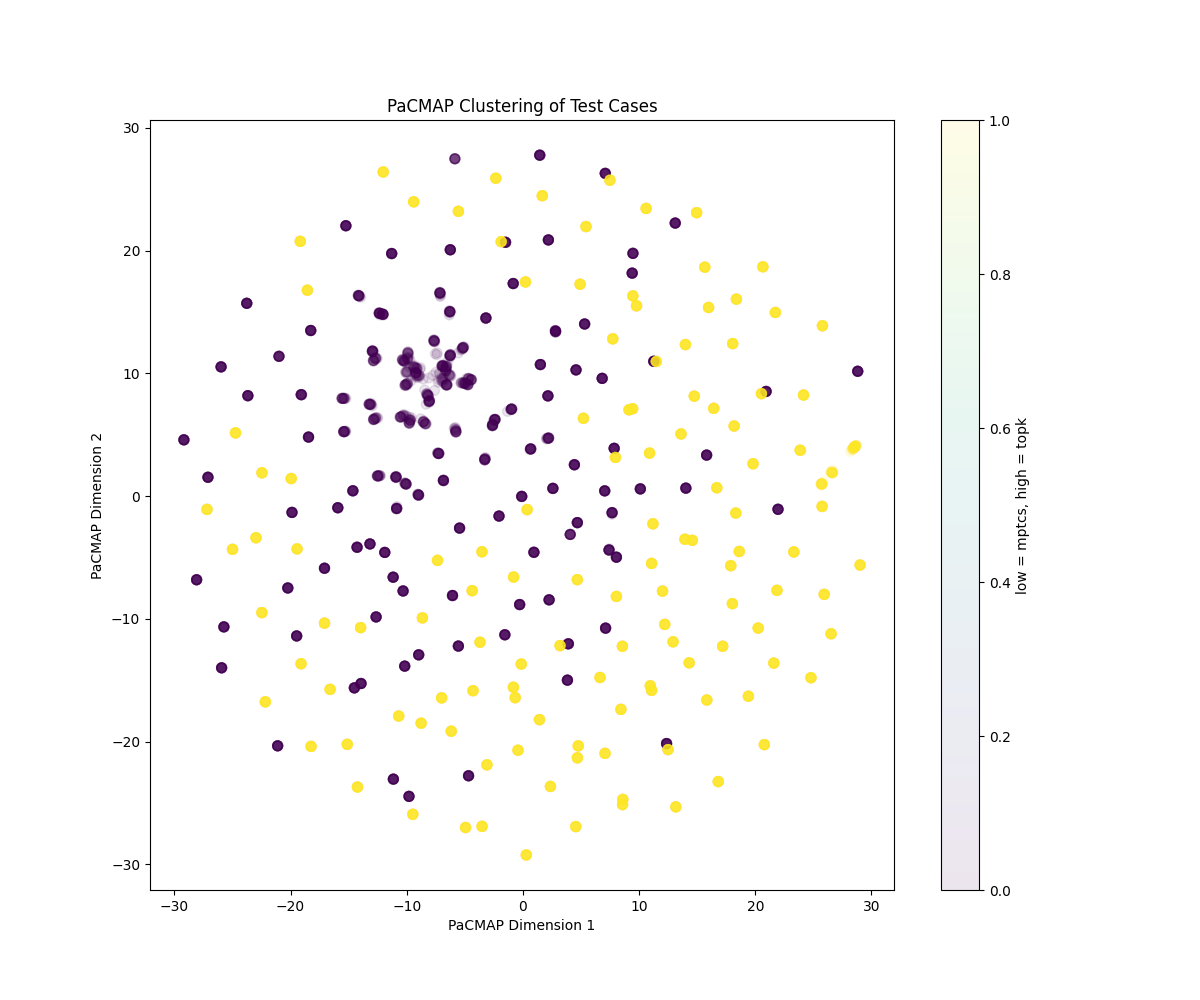 PaCMAP Clustering of Test Cases
30
20
10
0
−10
−20
−30
PaCMAP Dimension 2
−30 −20 −10 0 10 20 30
PaCMAP Dimension 1
1.0
0.8
0.6
0.4
0.2
0.0
low = mptcs, high = topk